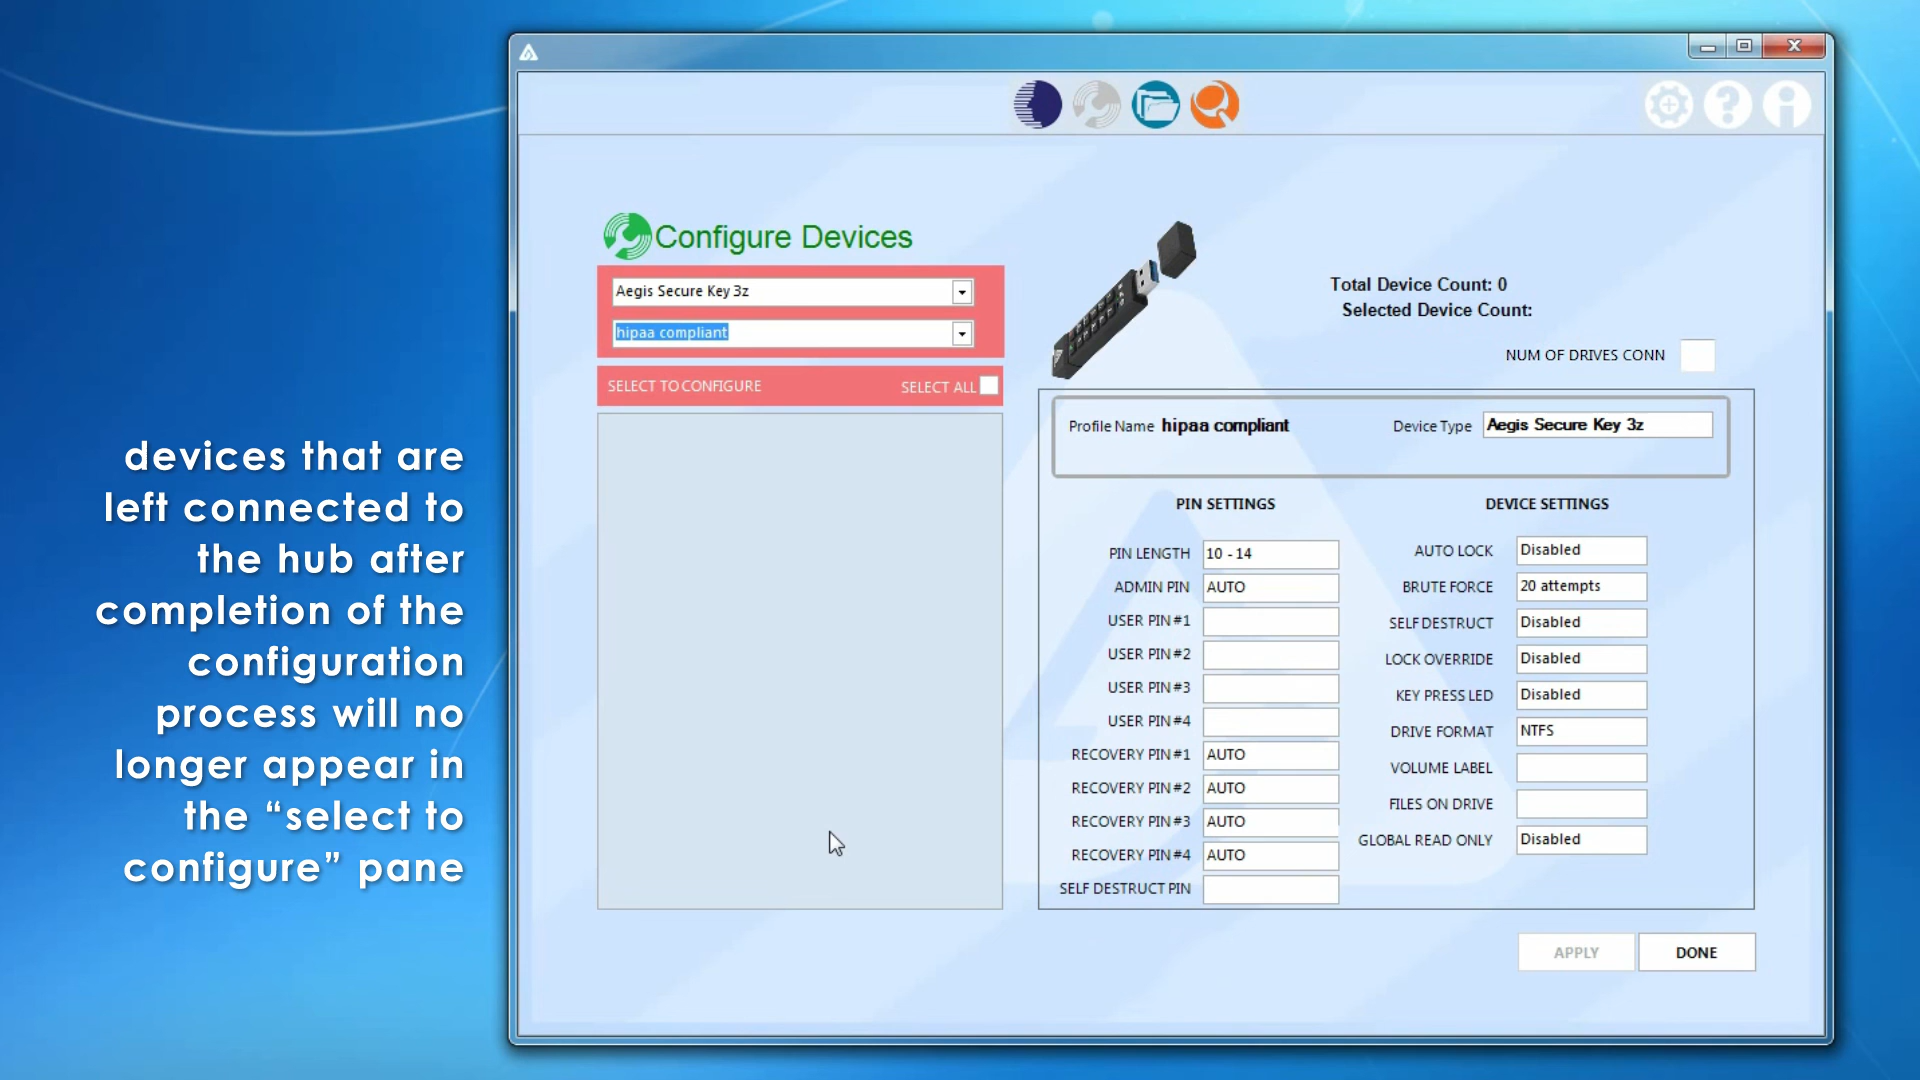 devices that are
left connected to
the hub after
completion of the
configuration
process will no
longer appear in
the “select to
configure” pane
Configure Devices
Aegis Secure Key 3z
hipaa compliant
SELECT TO CONFIGURE SELECT ALL
Total Device Count: 0
Selected Device Count:
NUM OF DRIVES CONN
Profile Name hipaa compliant Device Type Aegis Secure Key 3z
PIN SETTINGS
PIN LENGTH 10 - 14
ADMIN PIN AUTO
USER PIN #1
USER PIN #2
USER PIN #3
USER PIN #4
RECOVERY PIN #1 AUTO
RECOVERY PIN #2 AUTO
RECOVERY PIN #3 AUTO
RECOVERY PIN #4 AUTO
SELF DESTRUCT PIN
DEVICE SETTINGS
AUTO LOCK Disabled
BRUTE FORCE 20 attempts
SELF DESTRUCT Disabled
LOCK OVERRIDE Disabled
KEY PRESS LED Disabled
DRIVE FORMAT NTFS
VOLUME LABEL
FILES ON DRIVE
GLOBAL READ ONLY Disabled
APPLY DONE